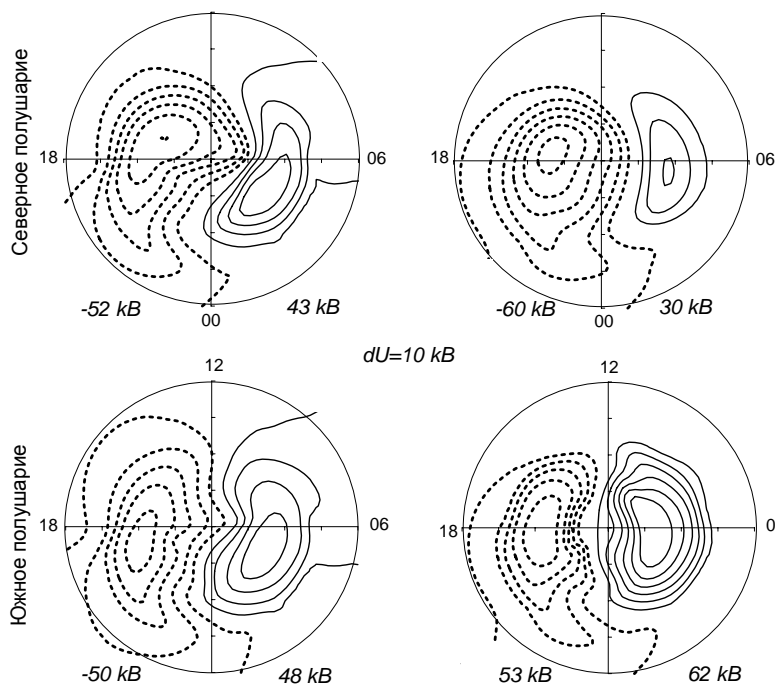 Северное полушарие
18
06
18
06
-52 kB
43 kB
-60 kB
30 kB
00
00
dU=10 kB
12
12
Южное полушарие
18
06
18
0
-50 kB
48 kB
53 kB
62 kB